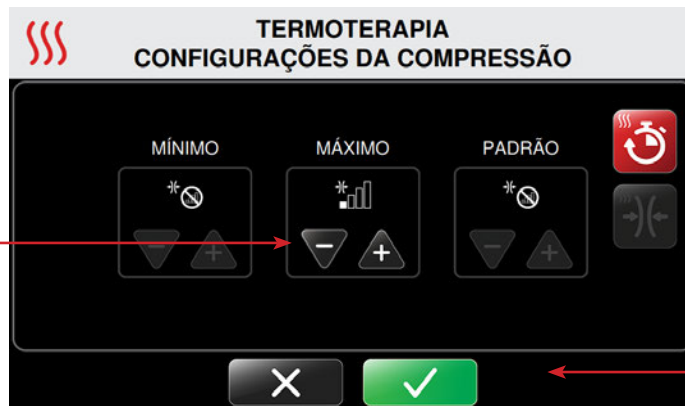 TERMOTERAPIA
CONFIGURAÇÕES DA COMPRESSÃO
MÍNIMO MÁXIMO PADRÃO